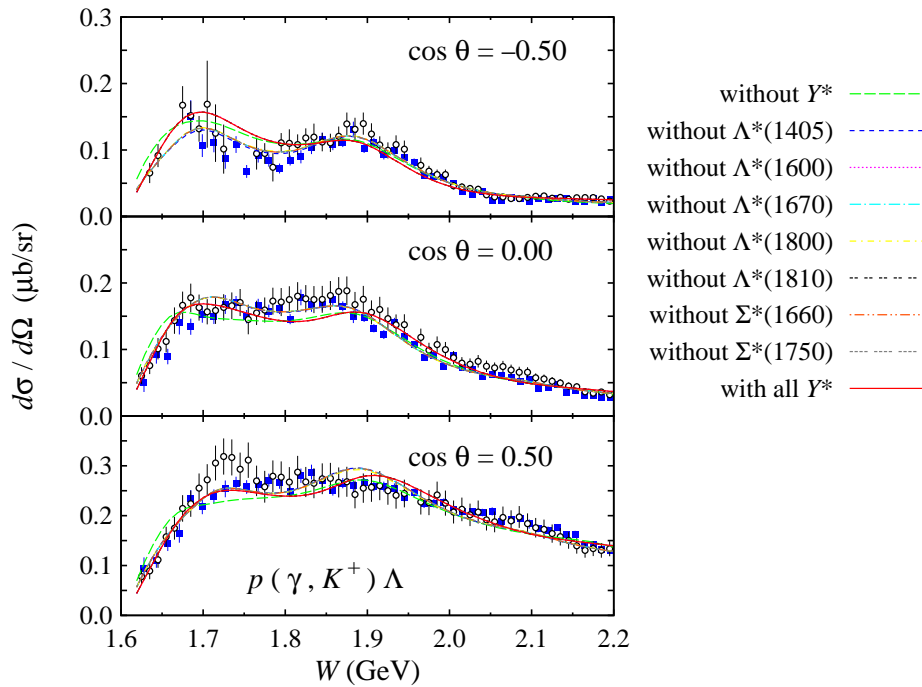 0.3
0.2
0.1
0.0
cos θ = –0.50
0.2
0.1
0.0
cos θ = 0.00
0.3
0.2
0.1
0.0
cos θ = 0.50
p ( γ , K⁺ ) Λ
1.6 1.7 1.8 1.9 2.0 2.1 2.2
W (GeV)
dσ / dΩ (μb/sr)
without Y*
without Λ*(1405)
without Λ*(1600)
without Λ*(1670)
without Λ*(1800)
without Λ*(1810)
without Σ*(1660)
without Σ*(1750)
with all Y*